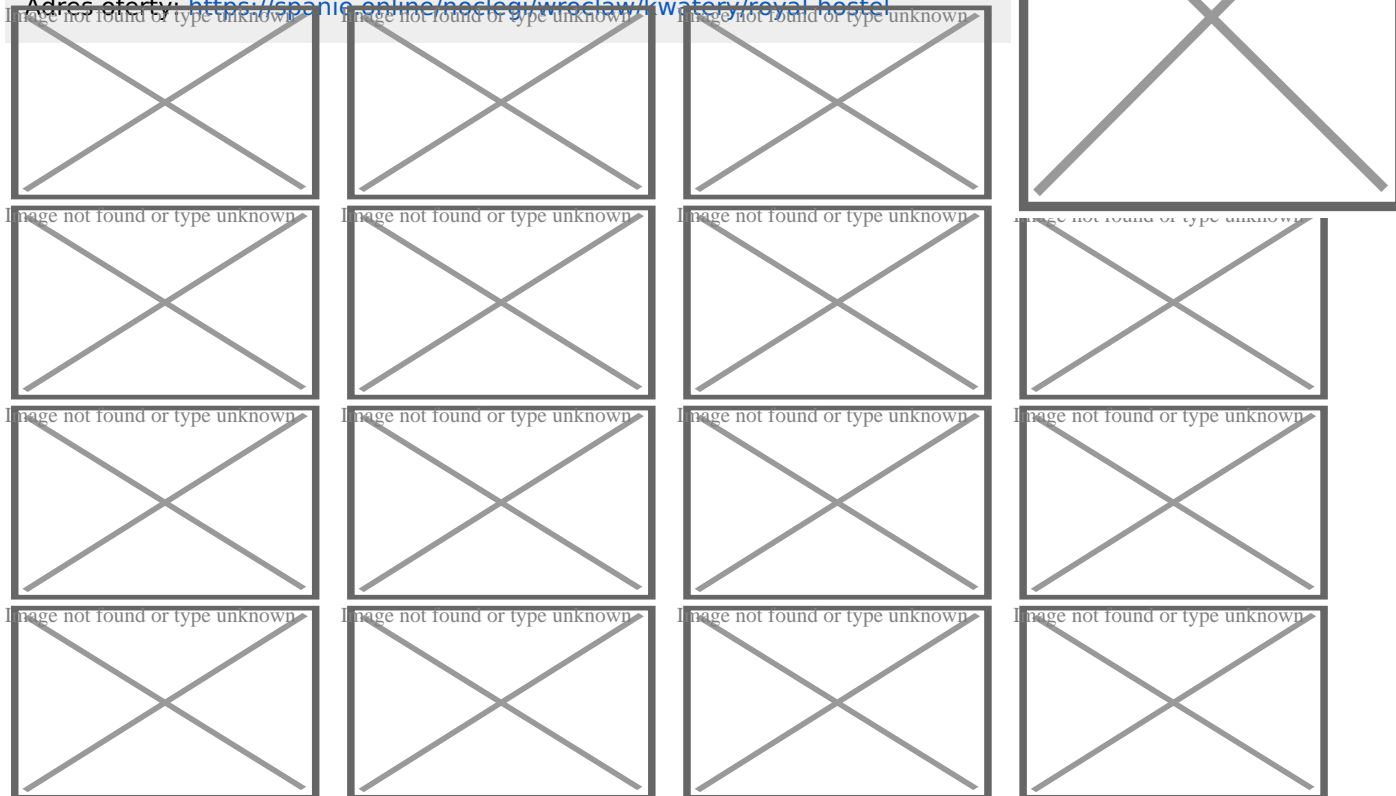 Adres oferty: https://spanie.online/noclegi/wroclaw/kwatery/royal-hostel
Image not found or type unknown Image not found or type unknown Image not found or type unknown
Image not found or type unknown Image not found or type unknown Image not found or type unknown Image not found or type unknown
Image not found or type unknown Image not found or type unknown Image not found or type unknown Image not found or type unknown
Image not found or type unknown Image not found or type unknown Image not found or type unknown Image not found or type unknown